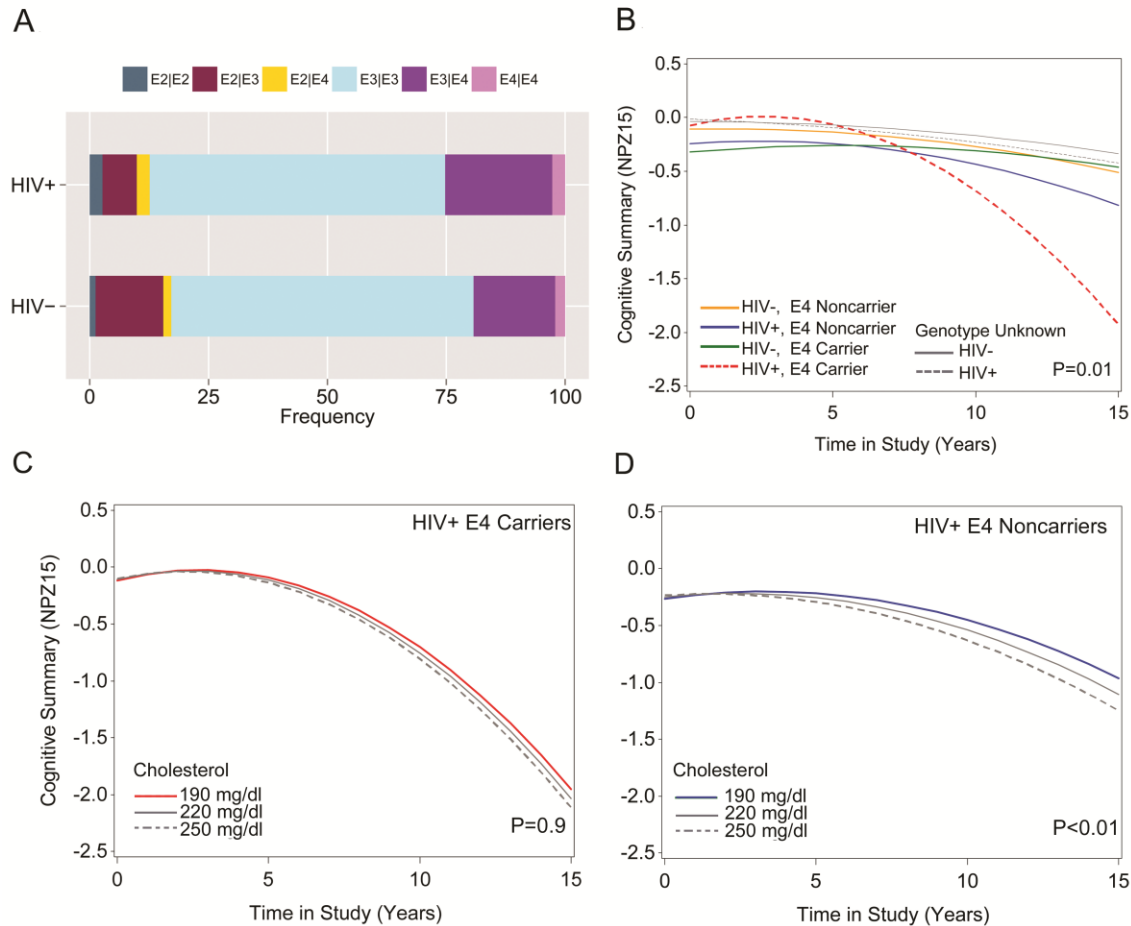 A
E2|E2 E2|E3 E2|E4 E3|E3 E3|E4 E4|E4
HIV+
HIV−
0 25 50 75 100
Frequency
B
Cognitive Summary (NPZ15)
0.5
0.0
-0.5
-1.0
-1.5
-2.0
-2.5
HIV-, E4 Noncarrier
HIV+, E4 Noncarrier
HIV-, E4 Carrier
HIV+, E4 Carrier
Genotype Unknown
HIV-
HIV+
P=0.01
0 5 10 15
Time in Study (Years)
C
Cognitive Summary (NPZ15)
0.5
0.0
-0.5
-1.0
-1.5
-2.0
-2.5
HIV+ E4 Carriers
Cholesterol
190 mg/dl
220 mg/dl
250 mg/dl
P=0.9
0 5 10 15
Time in Study (Years)
D
0.5
0.0
-0.5
-1.0
-1.5
-2.0
-2.5
HIV+ E4 Noncarriers
Cholesterol
190 mg/dl
220 mg/dl
250 mg/dl
P<0.01
0 5 10 15
Time in Study (Years)